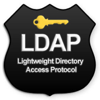 LDAP
Lightweight Directory
Access Protocol